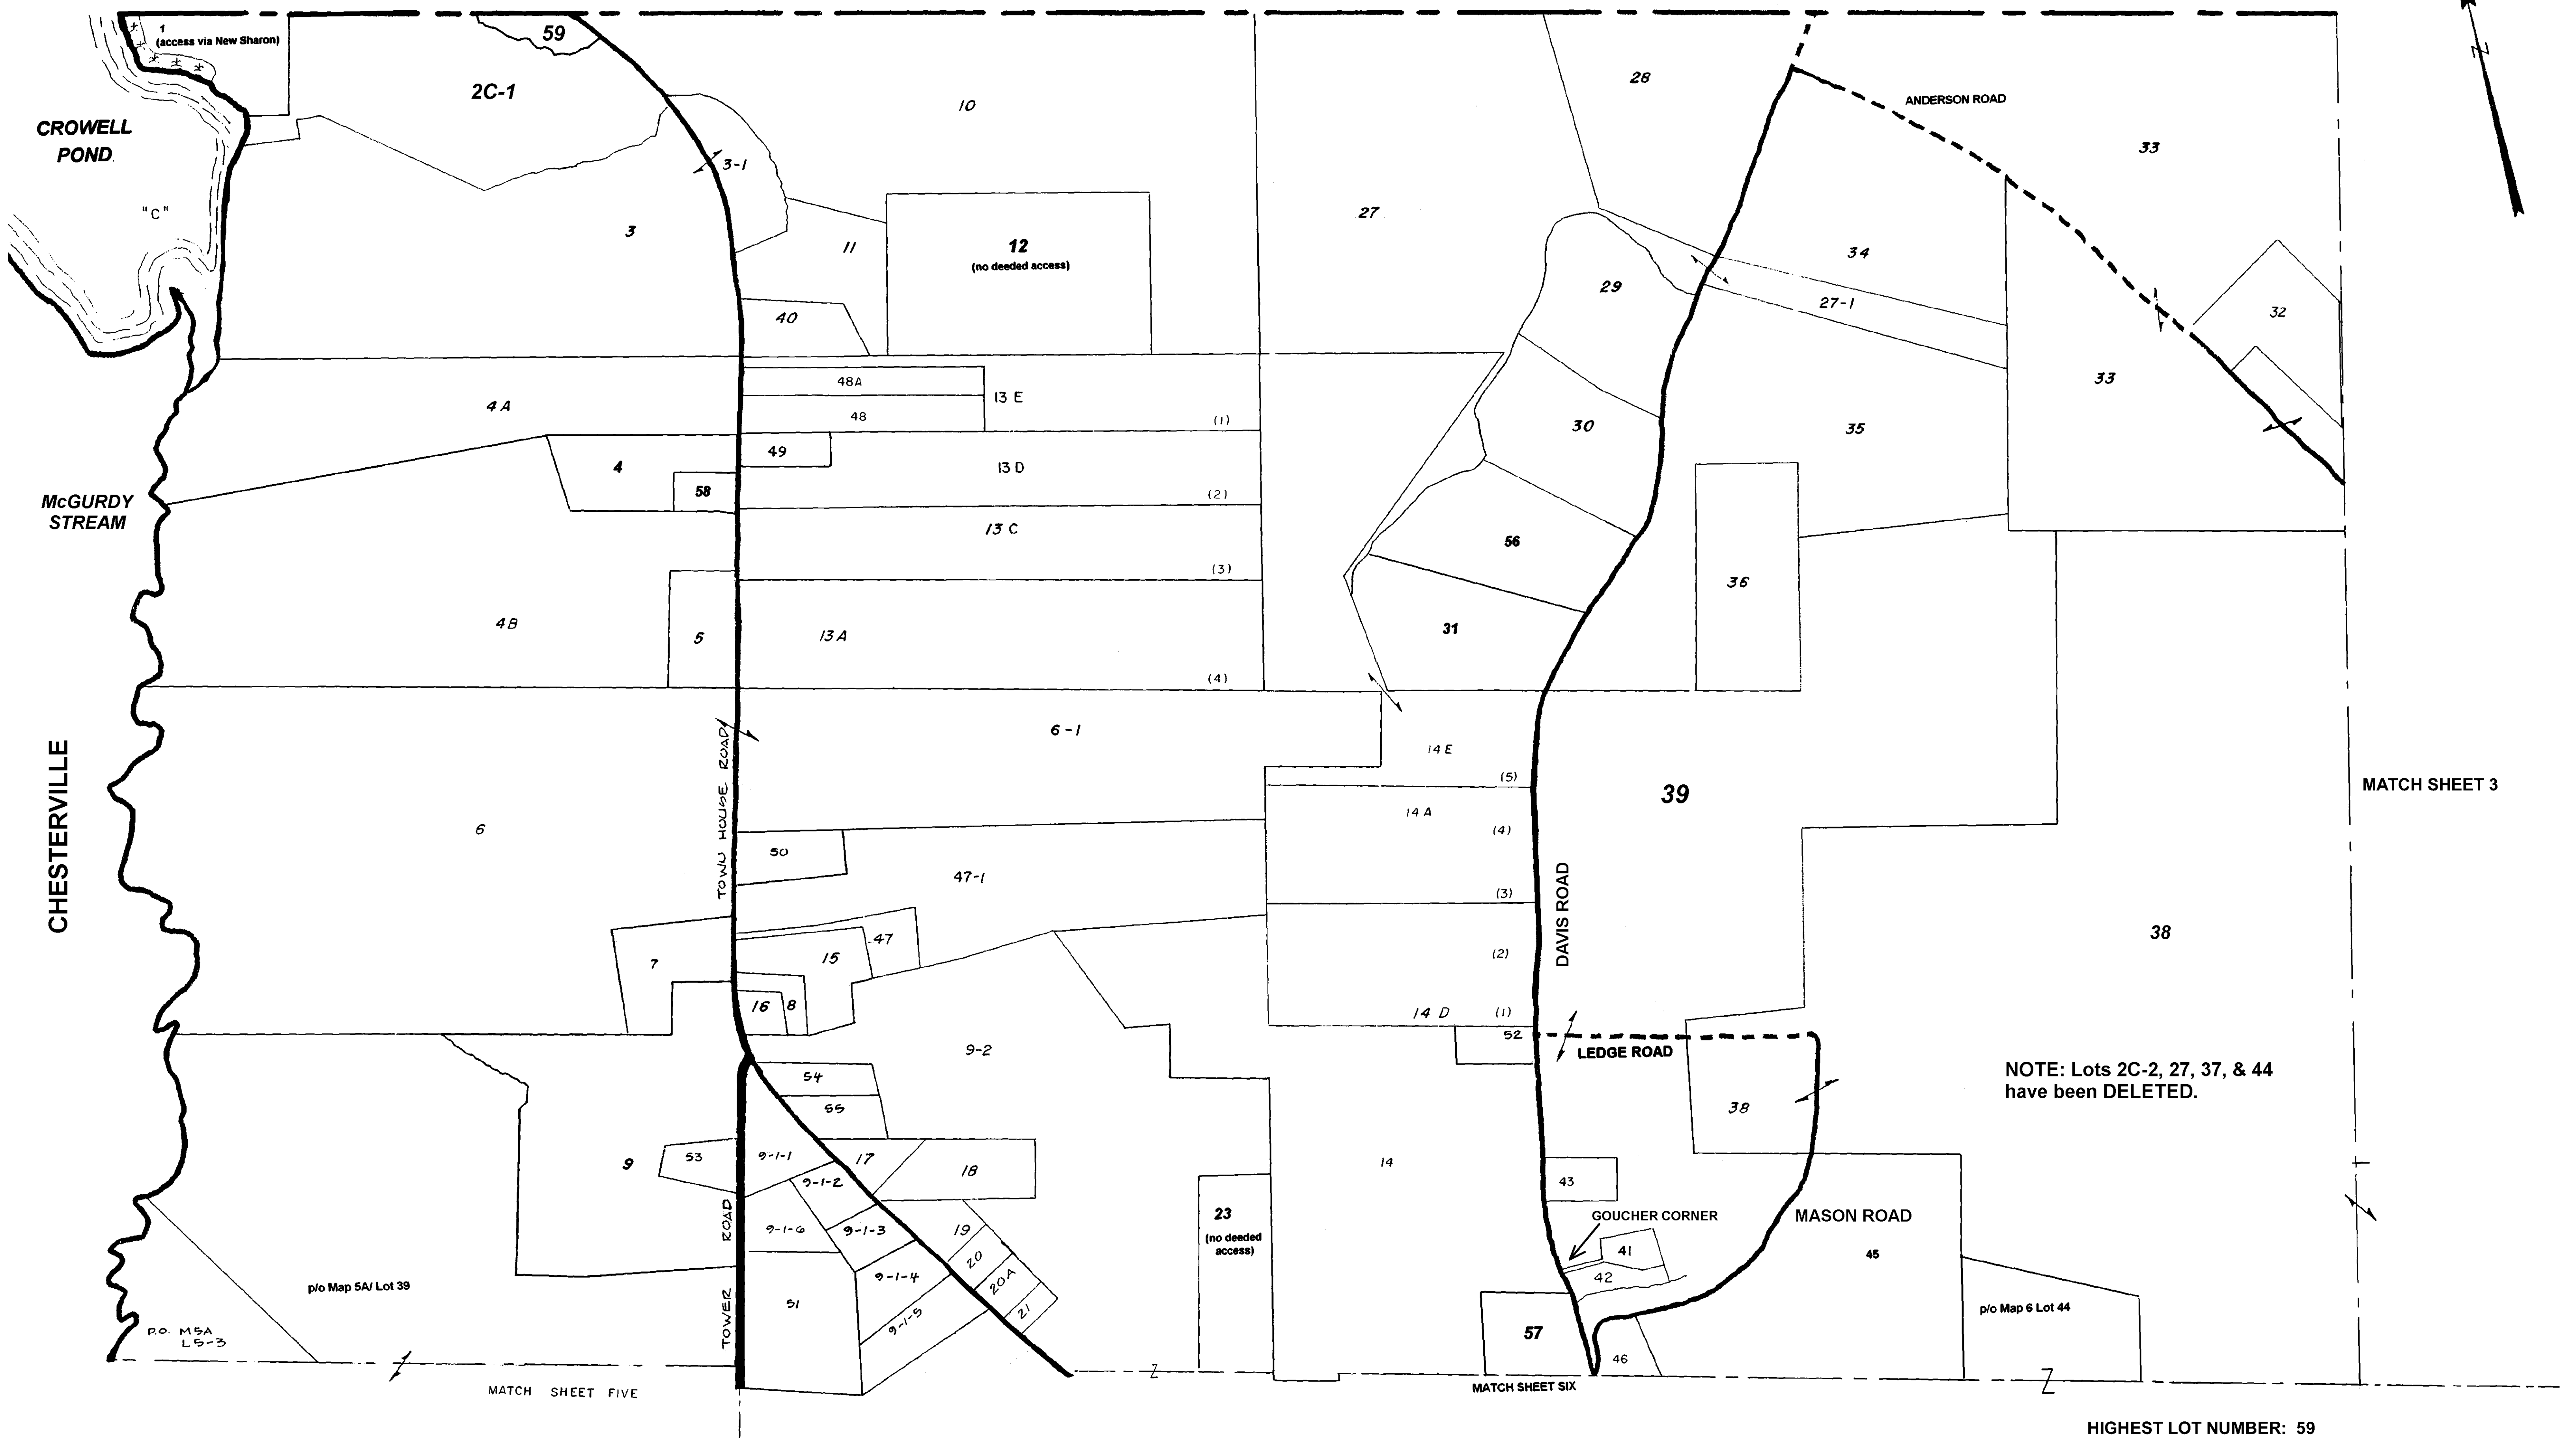 1
(access via New Sharon)
59
2C-1
10
28
ANDERSON ROAD
CROWELL
POND
33
3-1
"C"
27
3
11
12
(no deeded access)
34
29
27-1
40
32
48A
13 E
33
4A
48
(1)
30
35
49
4
13 D
58
(2)
McGURDY
STREAM
13 C
56
(3)
36
4B
5
13A
31
(4)
6-1
14 E
(5)
39
MATCH SHEET 3
CHESTERVILLE
TOWN HOUSE ROAD
14 A
6
(4)
50
47-1
(3)
DAVIS ROAD
38
47
15
7
(2)
16
8
14 D
(1)
52
LEDGE ROAD
9-2
NOTE: Lots 2C-2, 27, 37, & 44
have been DELETED.
54
55
38
53
9-1-1
17
9
18
14
9-1-2
43
23
(no deeded
access)
GOUCHER CORNER
MASON ROAD
9-1-6
9-1-3
19
41
45
20
42
9-1-4
20A
p/o Map 5A/ Lot 39
51
21
p/o Map 6 Lot 44
9-1-5
TOWER ROAD
P.O. M5A
L5-3
57
46
MATCH SHEET FIVE
MATCH SHEET SIX
HIGHEST LOT NUMBER: 59